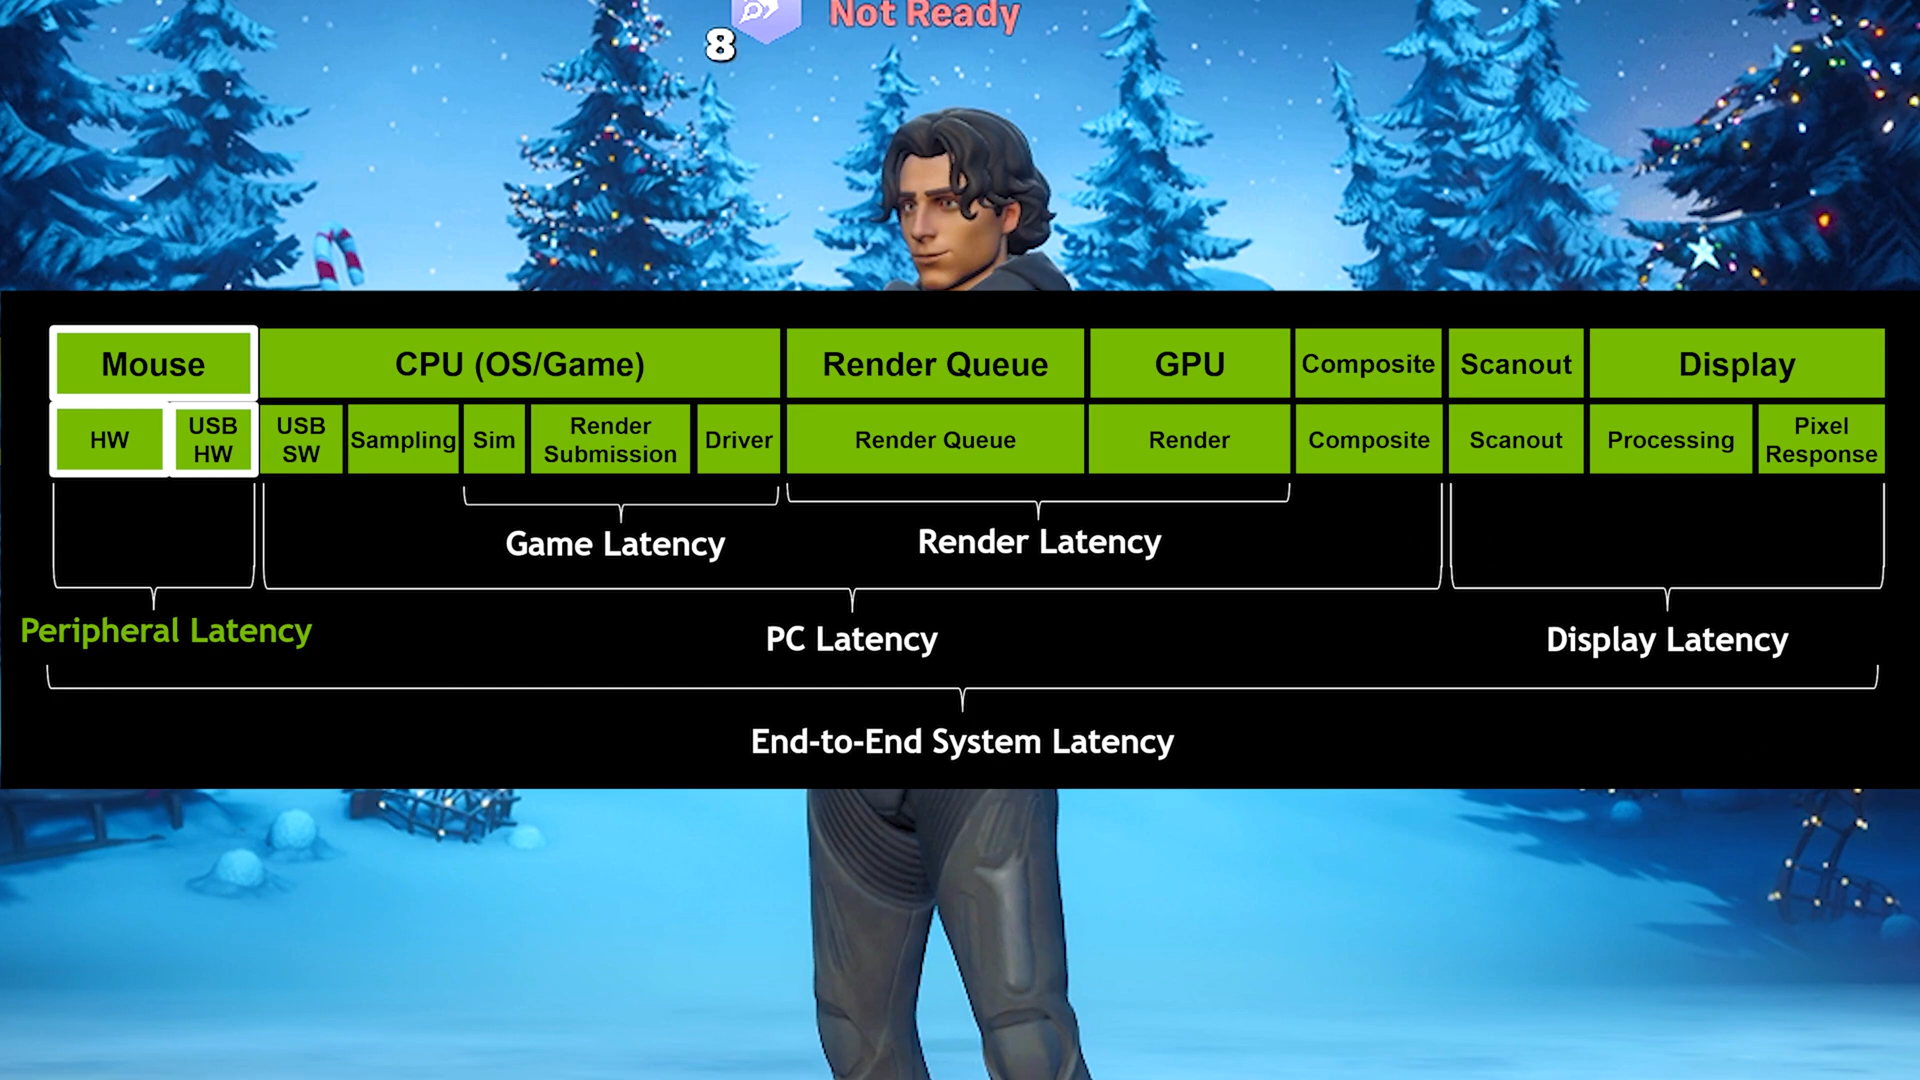 Not Ready
8
Mouse CPU (OS/Game) Render Queue GPU Composite Scanout Display
HW USB HW USB SW Sampling Sim Render Submission Driver Render Queue Render Composite Scanout Processing Pixel Response
Game Latency Render Latency
Peripheral Latency PC Latency Display Latency
End-to-End System Latency